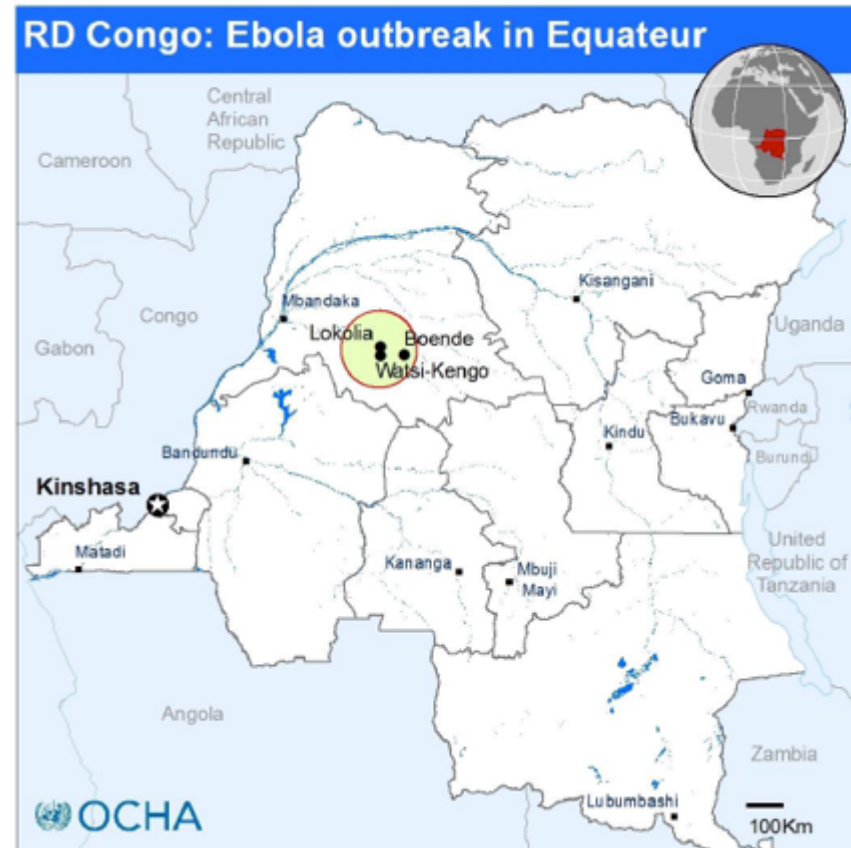 RD Congo: Ebola outbreak in Equateur
Central
African
Republic
Cameroon
Congo
Gabon
Mbandaka
Kisangani
Uganda
Lokolia
Boende
Watsi-Kengo
Goma
Rwanda
Bukavu
Kindu
Burundi
Bandundu
Kinshasa
Matadi
Kananga
Mbuji
Mayi
United
Republic of
Tanzania
Angola
Zambia
Lubumbashi
100Km
OCHA